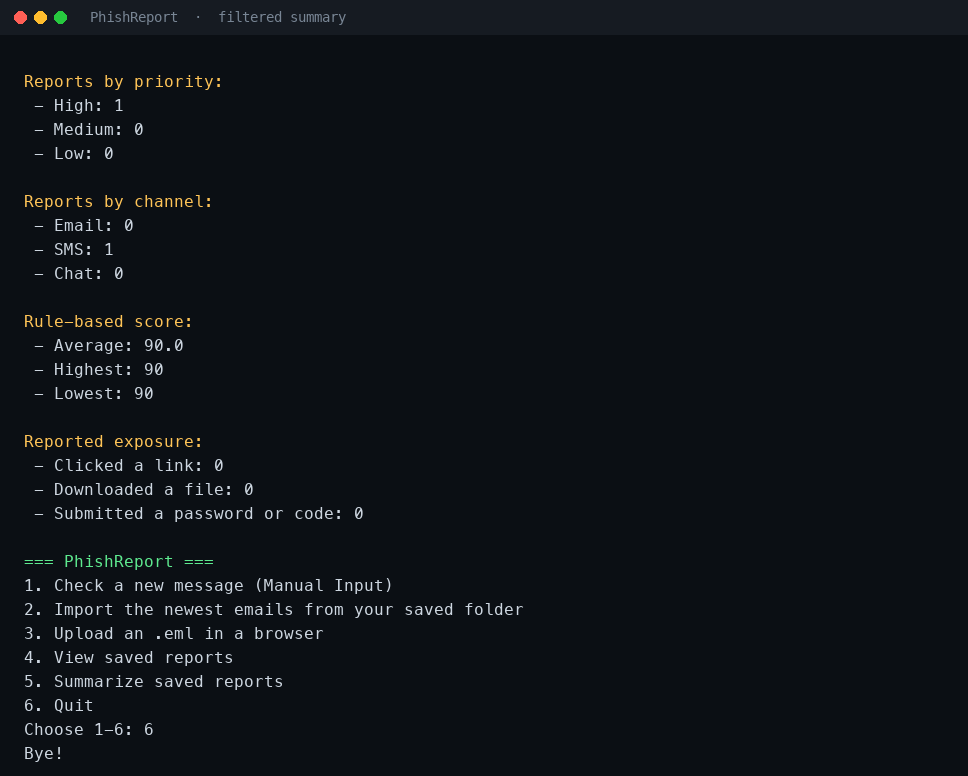 PhishReport · filtered summary
Reports by priority:
- High: 1
- Medium: 0
- Low: 0
Reports by channel:
- Email: 0
- SMS: 1
- Chat: 0
Rule-based score:
- Average: 90.0
- Highest: 90
- Lowest: 90
Reported exposure:
- Clicked a link: 0
- Downloaded a file: 0
- Submitted a password or code: 0
=== PhishReport ===
1. Check a new message (Manual Input)
2. Import the newest emails from your saved folder
3. Upload an .eml in a browser
4. View saved reports
5. Summarize saved reports
6. Quit
Choose 1-6: 6
Bye!